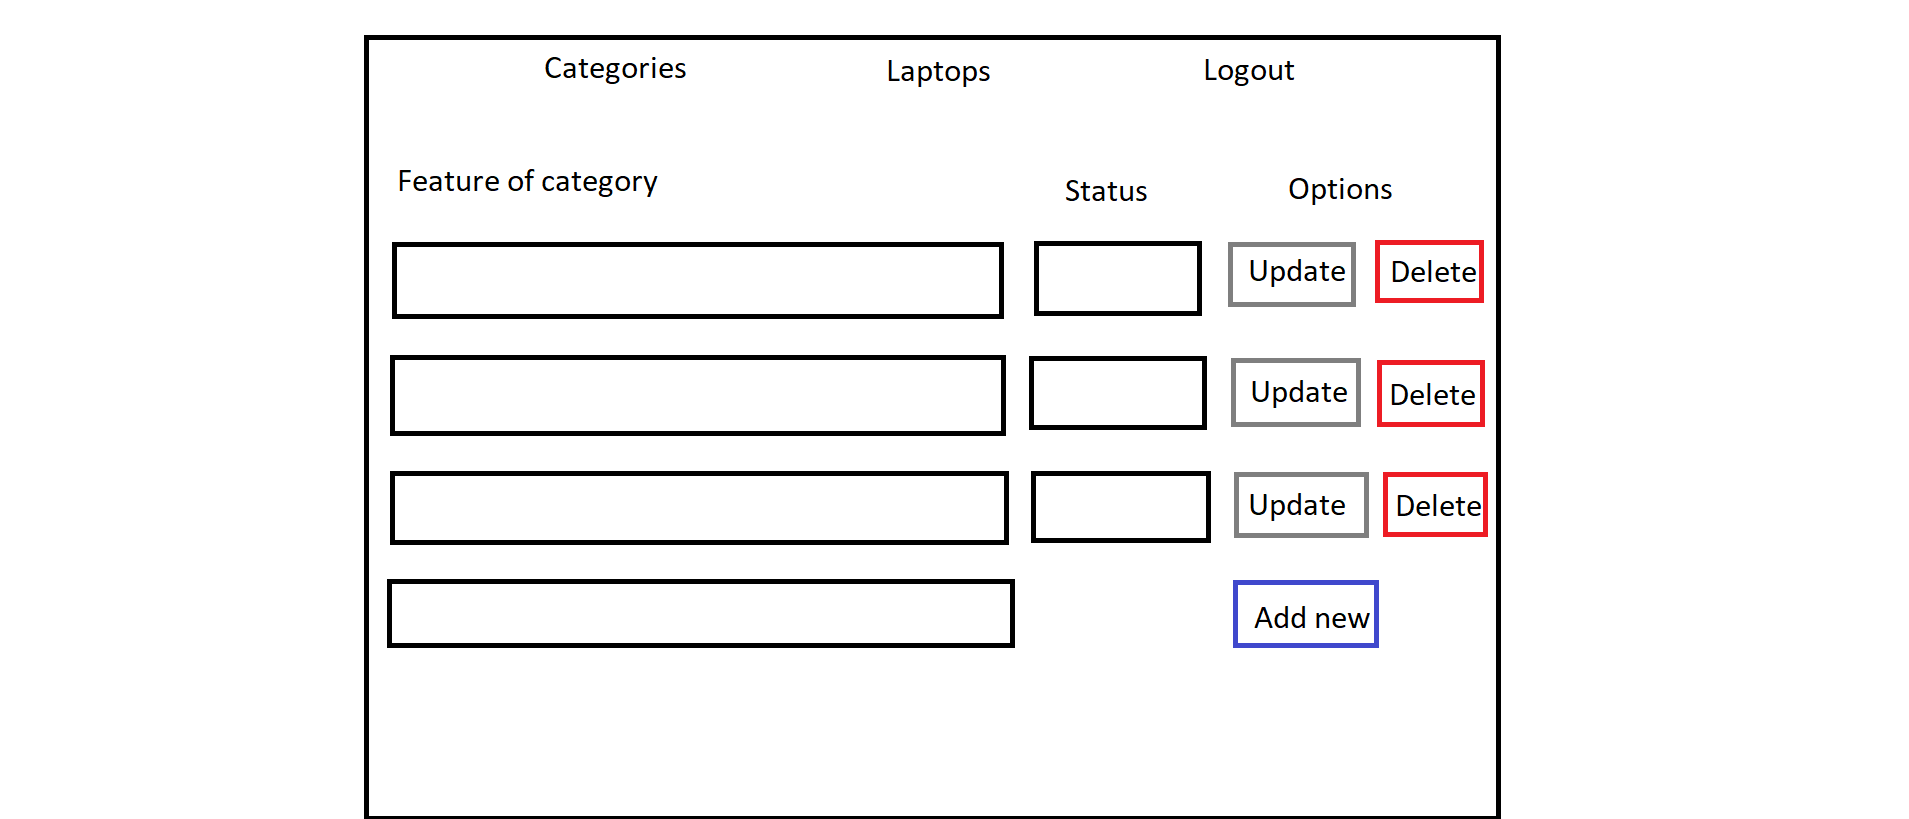 Categories Laptops Logout
Feature of category Status Options
Update Delete
Update Delete
Update Delete
Add new